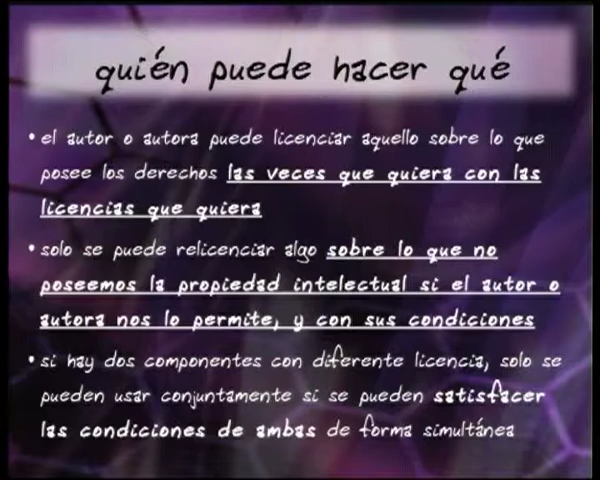 quién puede hacer qué
• el autor o autora puede licenciar aquello sobre lo que
posee los derechos las veces que quiera con las
licencias que quiera
• solo se puede relicenciar algo sobre lo que no
poseemos la propiedad intelectual si el autor o
autora nos lo permite, y con sus condiciones
• si hay dos componentes con diferente licencia, solo se
pueden usar conjuntamente si se pueden satisfacer
las condiciones de ambas de forma simultánea